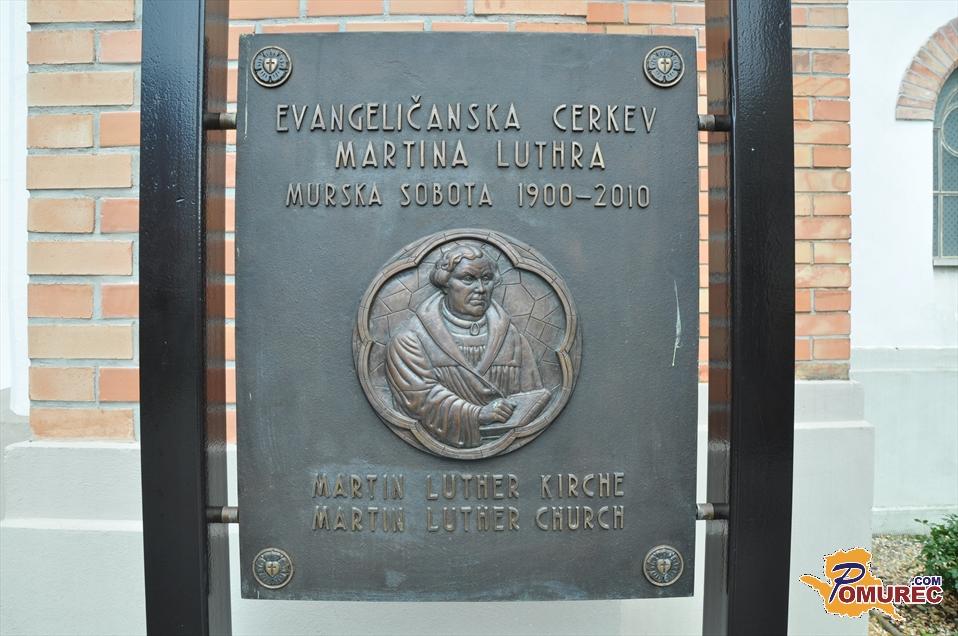 EVANGELIČANSKA CERKEV
MARTINA LUTHRA
MURSKA SOBOTA 1900-2010
MARTIN LUTHER KIRCHE
MARTIN LUTHER CHURCH
POMUREC.COM